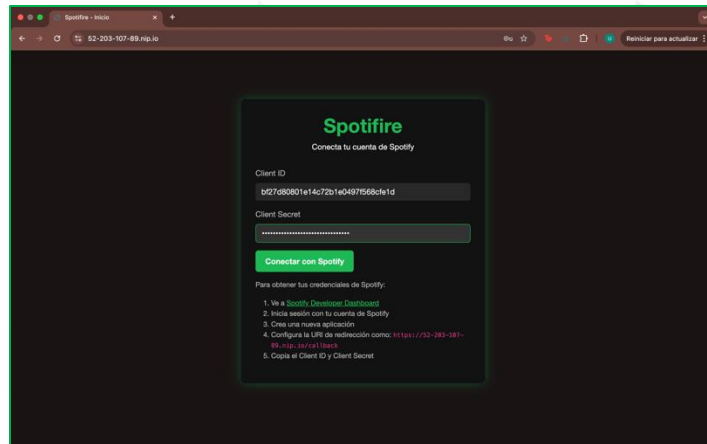 Spotifire - Inicio
52-203-107-89.nip.io
Reiniciar para actualizar
Spotifire
Conecta tu cuenta de Spotify
Client ID
bf27d80801e14c72b1e0497f568cfe1d
Client Secret
Conectar con Spotify
Para obtener tus credenciales de Spotify:
1. Ve a Spotify Developer Dashboard
2. Inicia sesión con tu cuenta de Spotify
3. Crea una nueva aplicación
4. Configura la URI de redirección como: https://52-203-107-
89.nip.io/callback
5. Copia el Client ID y Client Secret